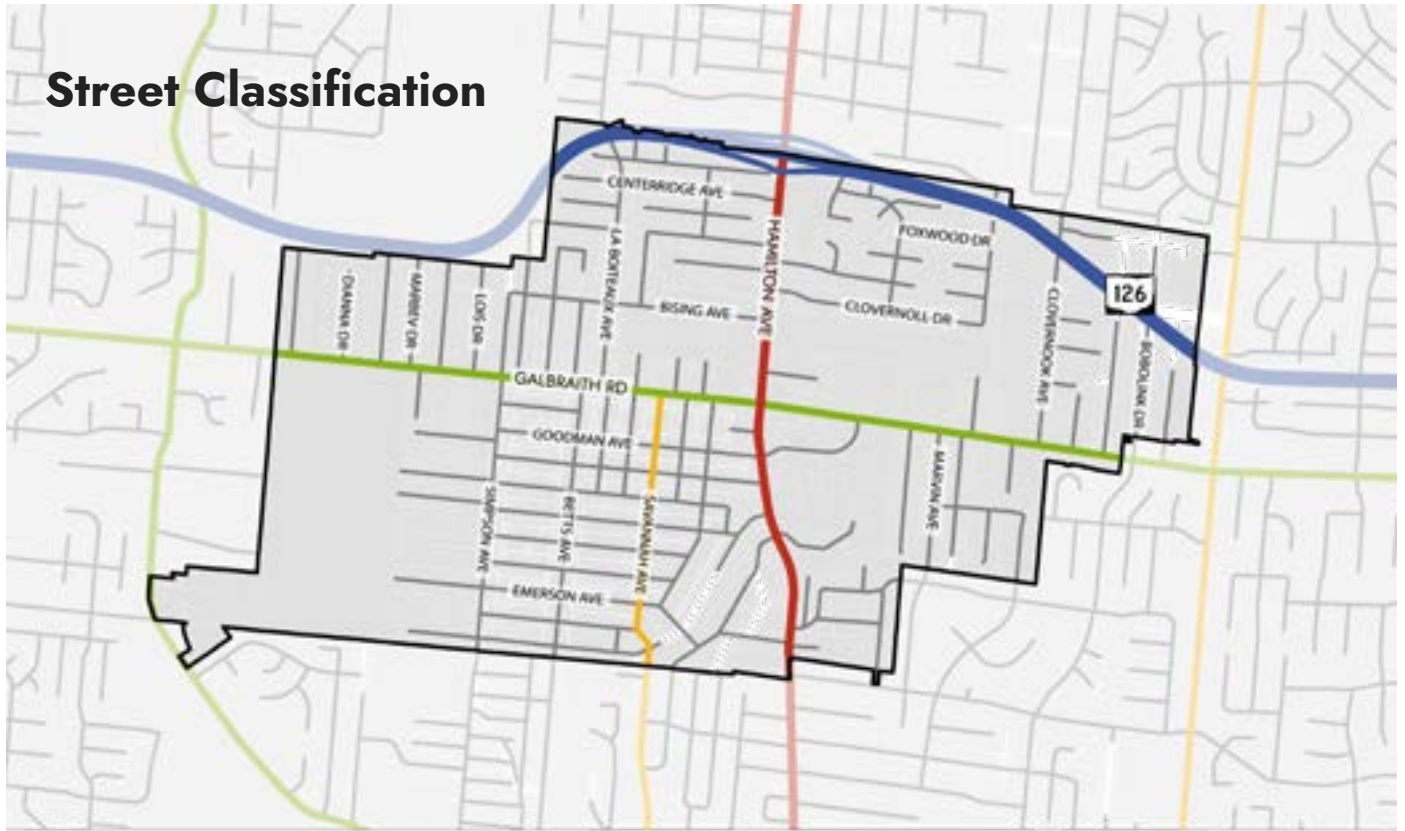 Street Classification
CENTERRIDGE AVE
FOXWOOD DR
HAMILTON AVE
LA BOITEAUX AVE
DIANNA DR
MARBEV DR
LOIS DR
BISING AVE
CLOVERNOLL DR
CLOVERNOOK AVE
126
BOBOLINK DR
GALBRAITH RD
GOODMAN AVE
MARVIN AVE
SIMPSON AVE
BETTS AVE
SAVANNAH AVE
EMERSON AVE